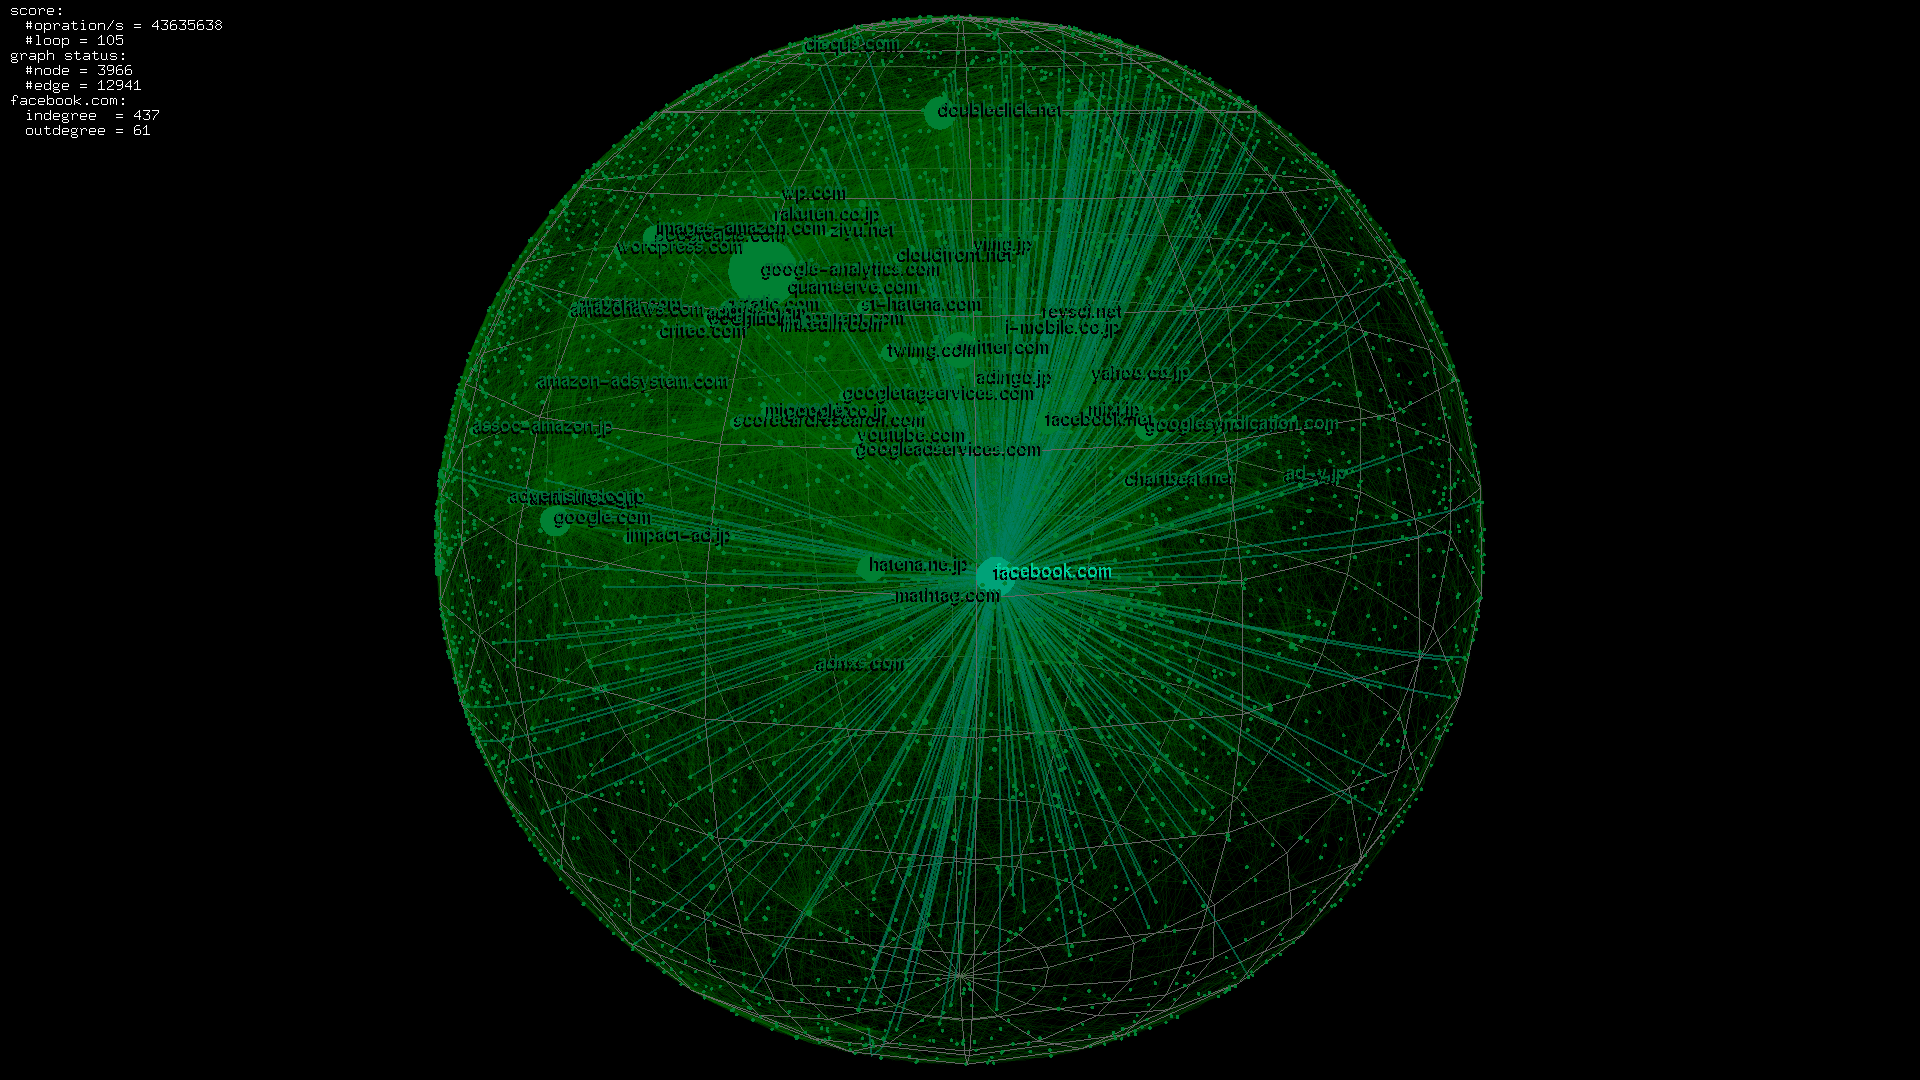 score:
#opration/s = 43635638
#loop = 105
graph status:
#node = 3966
#edge = 12941
facebook.com:
indegree = 437
outdegree = 61
disqus.com
doubleclick.net
wp.com
rakuten.co.jp
images-amazon.com ziyu.net
wordpress.com
yimg.jp
cloudfront.net
google-analytics.com
quantserve.com
st-hatena.com
amazonaws.com
revsci.net
i-mobile.co.jp
linkedin.com
criteo.com
twimg.com
twitter.com
adingo.jp
yahoo.co.jp
amazon-adsystem.com
googletagservices.com
mixi.jp
scorecardresearch.com
facebook.net
googlesyndication.com
assoc-amazon.jp
youtube.com
googleadservices.com
chartbeat.net
google.com
impact-ad.jp
hatena.ne.jp
facebook.com
mathtag.com
adnxs.com